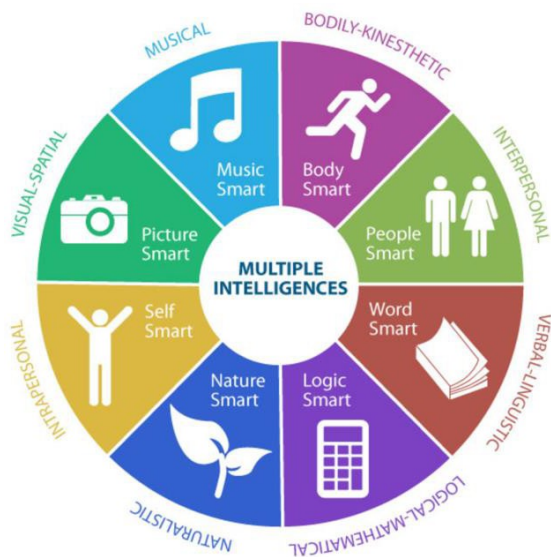 MUSICAL
BODILY-KINESTHETIC
INTERPERSONAL
VERBAL-LINGUISTIC
LOGICAL-MATHEMATICAL
NATURALISTIC
INTRAPERSONAL
VISUAL-SPATIAL
Music
Smart
Body
Smart
People
Smart
Word
Smart
Logic
Smart
Nature
Smart
Self
Smart
Picture
Smart
MULTIPLE
INTELLIGENCES